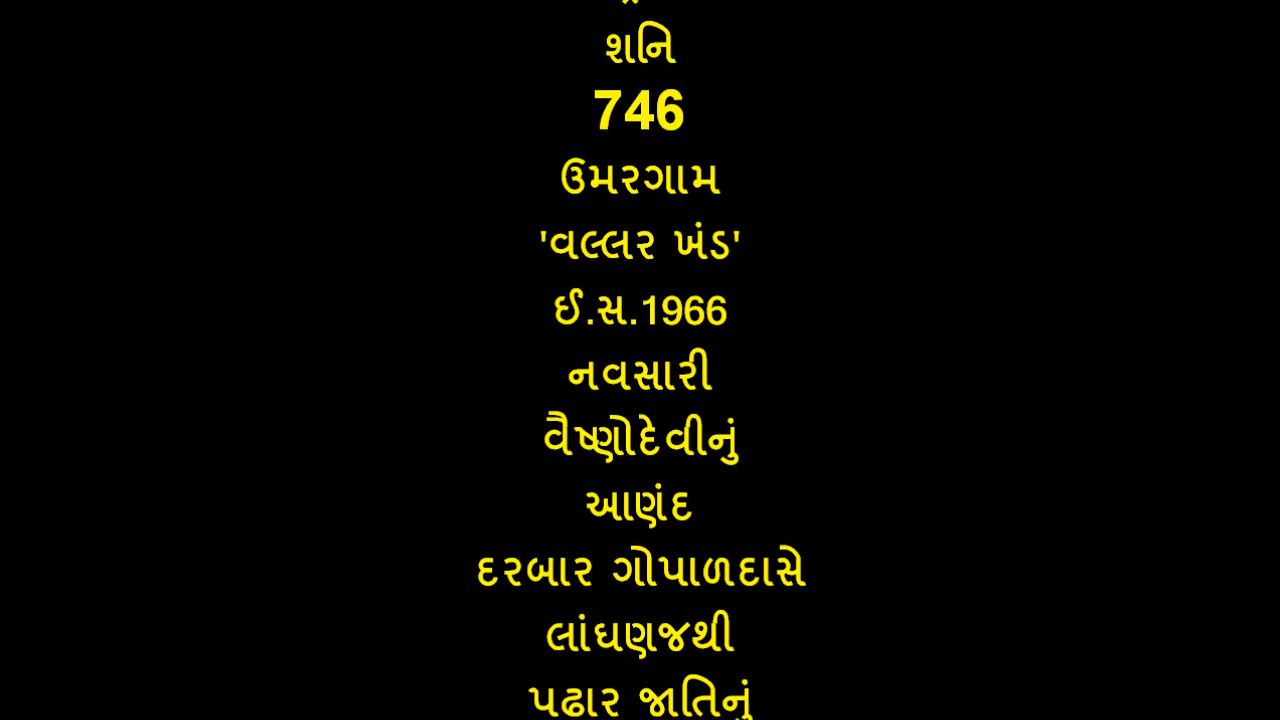 શનિ
746
ઉમરગામ
'વલ્લર ખંડ'
ઈ.સ.1966
નવસારી
વૈષ્ણોદેવીનું
આણંદ
દરબાર ગોપાળદાસે
લાંઘણજથી
પઢાર જાતિનું